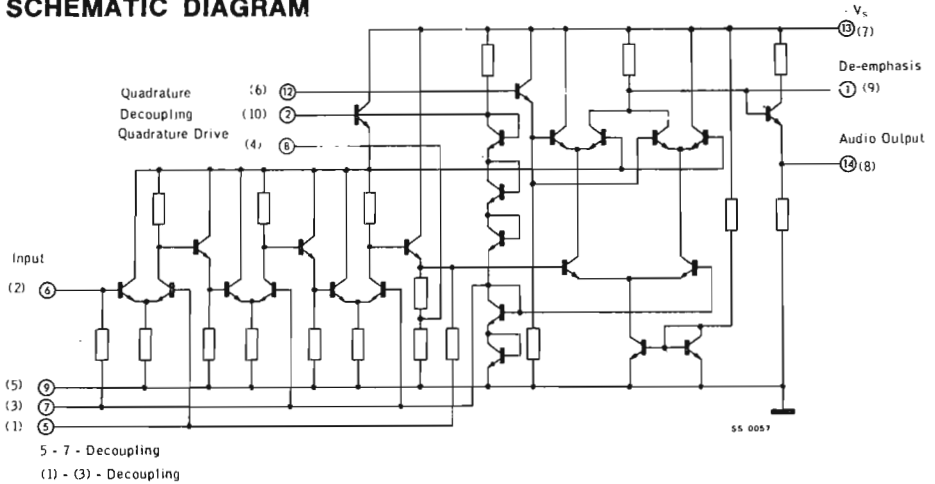 SCHEMATIC DIAGRAM
Vs
13 (7)
De-emphasis
1 (9)
Quadrature (6) 12
Decoupling (10) 2
Quadrature Drive
(4) 8
Audio Output
14 (8)
Input
(2) 6
(5) 9
(3) 7
(1) 5
SS 0057
5 - 7 - Decoupling
(1) - (3) - Decoupling